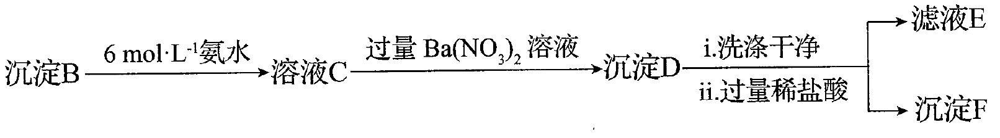 沉淀B
6 mol·L⁻¹氨水
溶液C
过量 Ba(NO₃)₂ 溶液
沉淀D
i.洗涤干净
ii.过量稀盐酸
滤液E
沉淀F